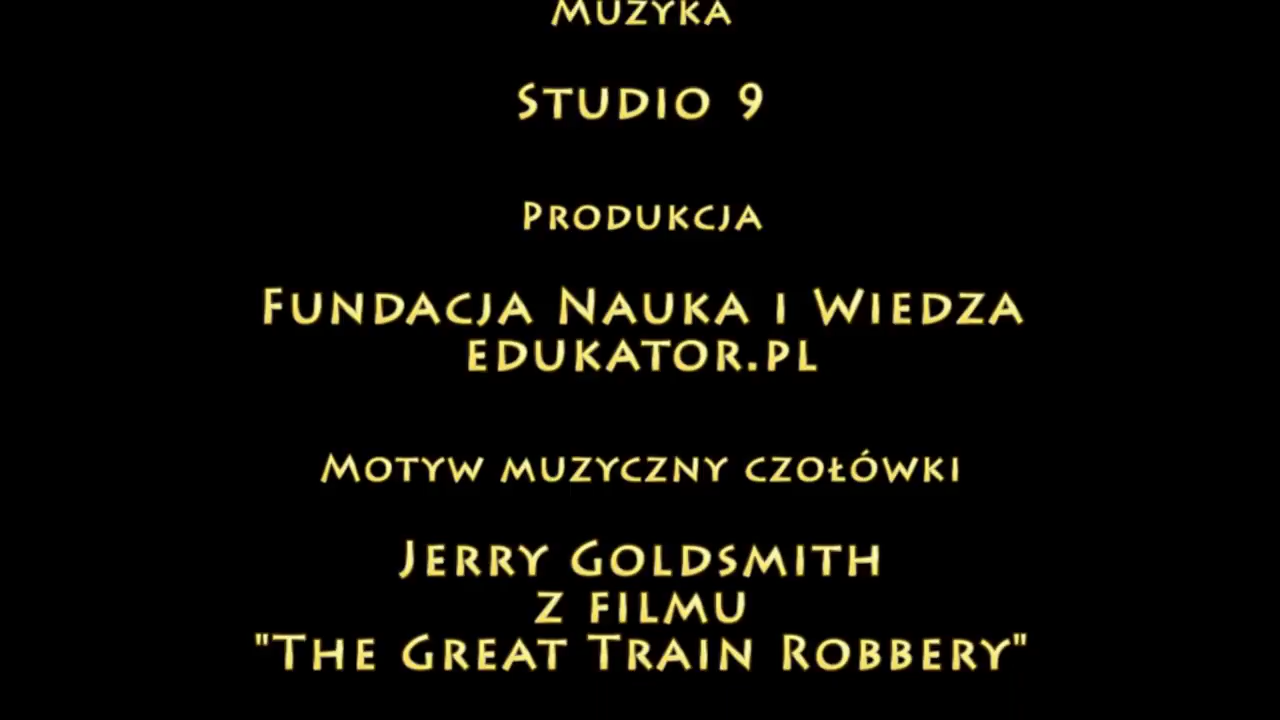 Muzyka
Studio 9
Produkcja
Fundacja Nauka i Wiedza
edukator.pl
Motyw muzyczny czołówki
Jerry Goldsmith
z filmu
"The Great Train Robbery"